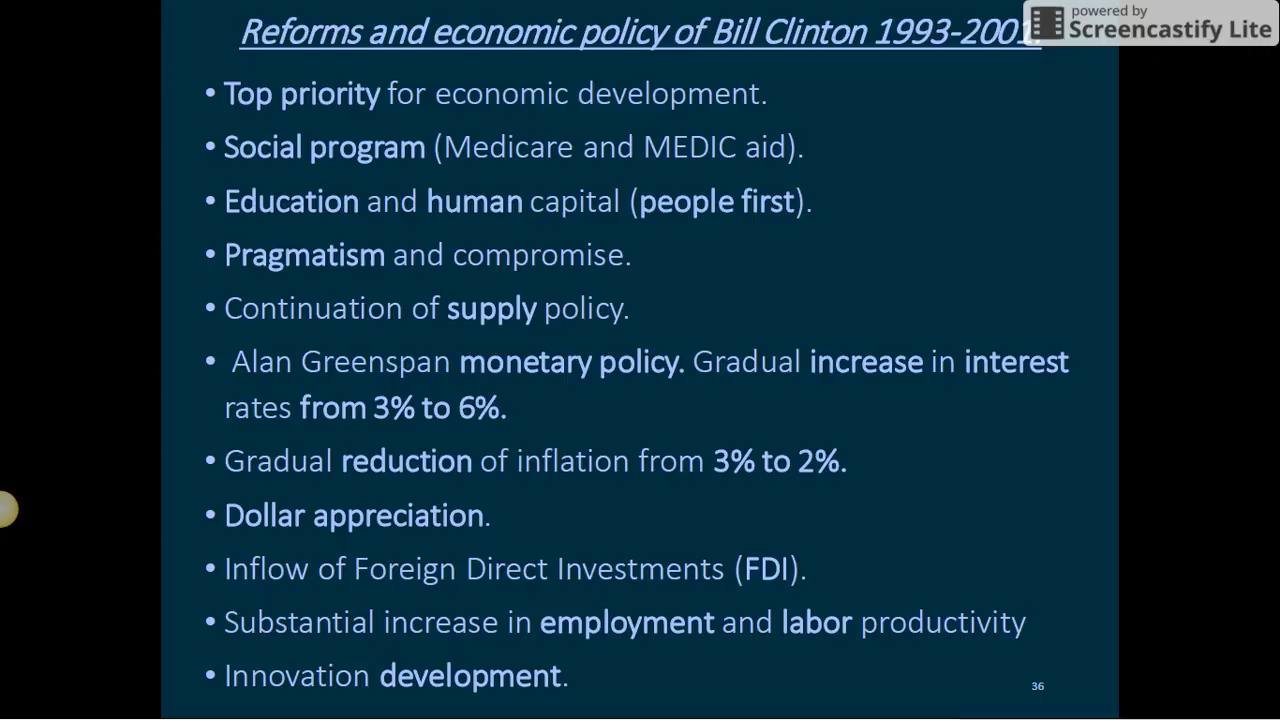 Reforms and economic policy of Bill Clinton 1993-2001.
powered by
Screencastify Lite
• Top priority for economic development.
• Social program (Medicare and MEDIC aid).
• Education and human capital (people first).
• Pragmatism and compromise.
• Continuation of supply policy.
• Alan Greenspan monetary policy. Gradual increase in interest
rates from 3% to 6%.
• Gradual reduction of inflation from 3% to 2%.
• Dollar appreciation.
• Inflow of Foreign Direct Investments (FDI).
• Substantial increase in employment and labor productivity
• Innovation development.
36